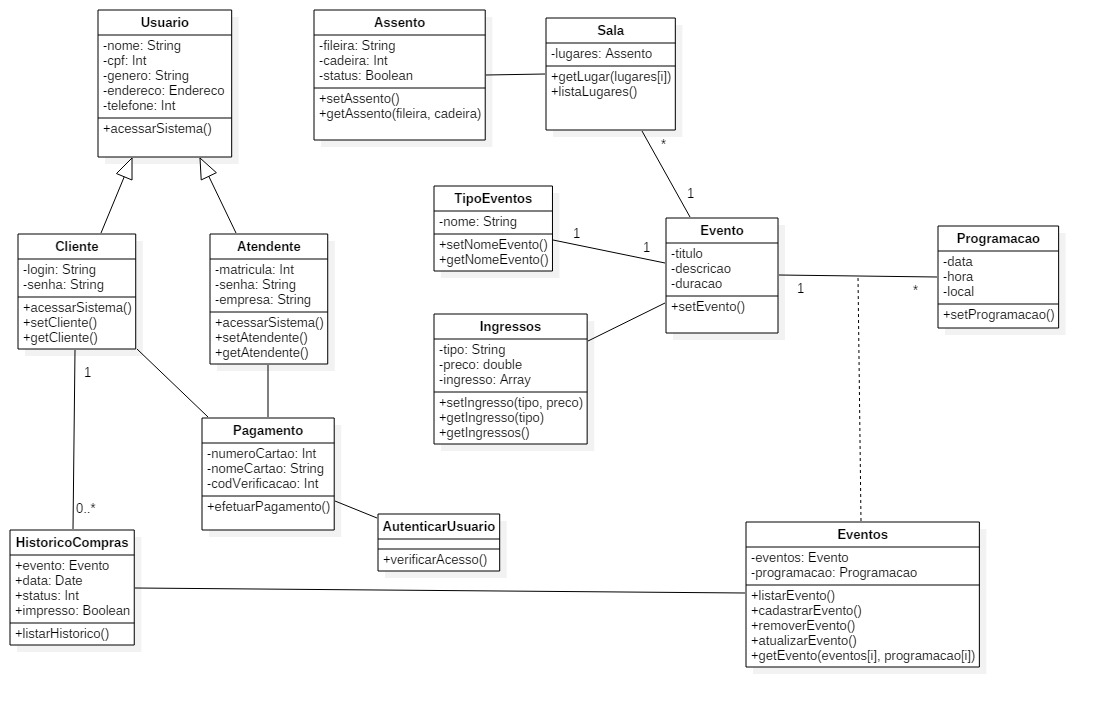 Usuario
-nome: String
-cpf: Int
-genero: String
-endereco: Endereco
-telefone: Int
+acessarSistema()
Assento
-fileira: String
-cadeira: Int
-status: Boolean
+setAssento()
+getAssento(fileira, cadeira)
Sala
-lugares: Assento
+getLugar(lugares[i])
+listaLugares()
*
1
TipoEventos
-nome: String
+setNomeEvento()
+getNomeEvento()
1
1
Evento
-titulo
-descricao
-duracao
+setEvento()
1
*
Programacao
-data
-hora
-local
+setProgramacao()
Cliente
-login: String
-senha: String
+acessarSistema()
+setCliente()
+getCliente()
Atendente
-matricula: Int
-senha: String
-empresa: String
+acessarSistema()
+setAtendente()
+getAtendente()
Ingressos
-tipo: String
-preco: double
-ingresso: Array
+setIngresso(tipo, preco)
+getIngresso(tipo)
+getIngressos()
1
0..*
Pagamento
-numeroCartao: Int
-nomeCartao: String
-codVerificacao: Int
+efetuarPagamento()
AutenticarUsuario
+verificarAcesso()
HistoricoCompras
+evento: Evento
+data: Date
+status: Int
+impresso: Boolean
+listarHistorico()
Eventos
-eventos: Evento
-programacao: Programacao
+listarEvento()
+cadastrarEvento()
+removerEvento()
+atualizarEvento()
+getEvento(eventos[i], programacao[i])